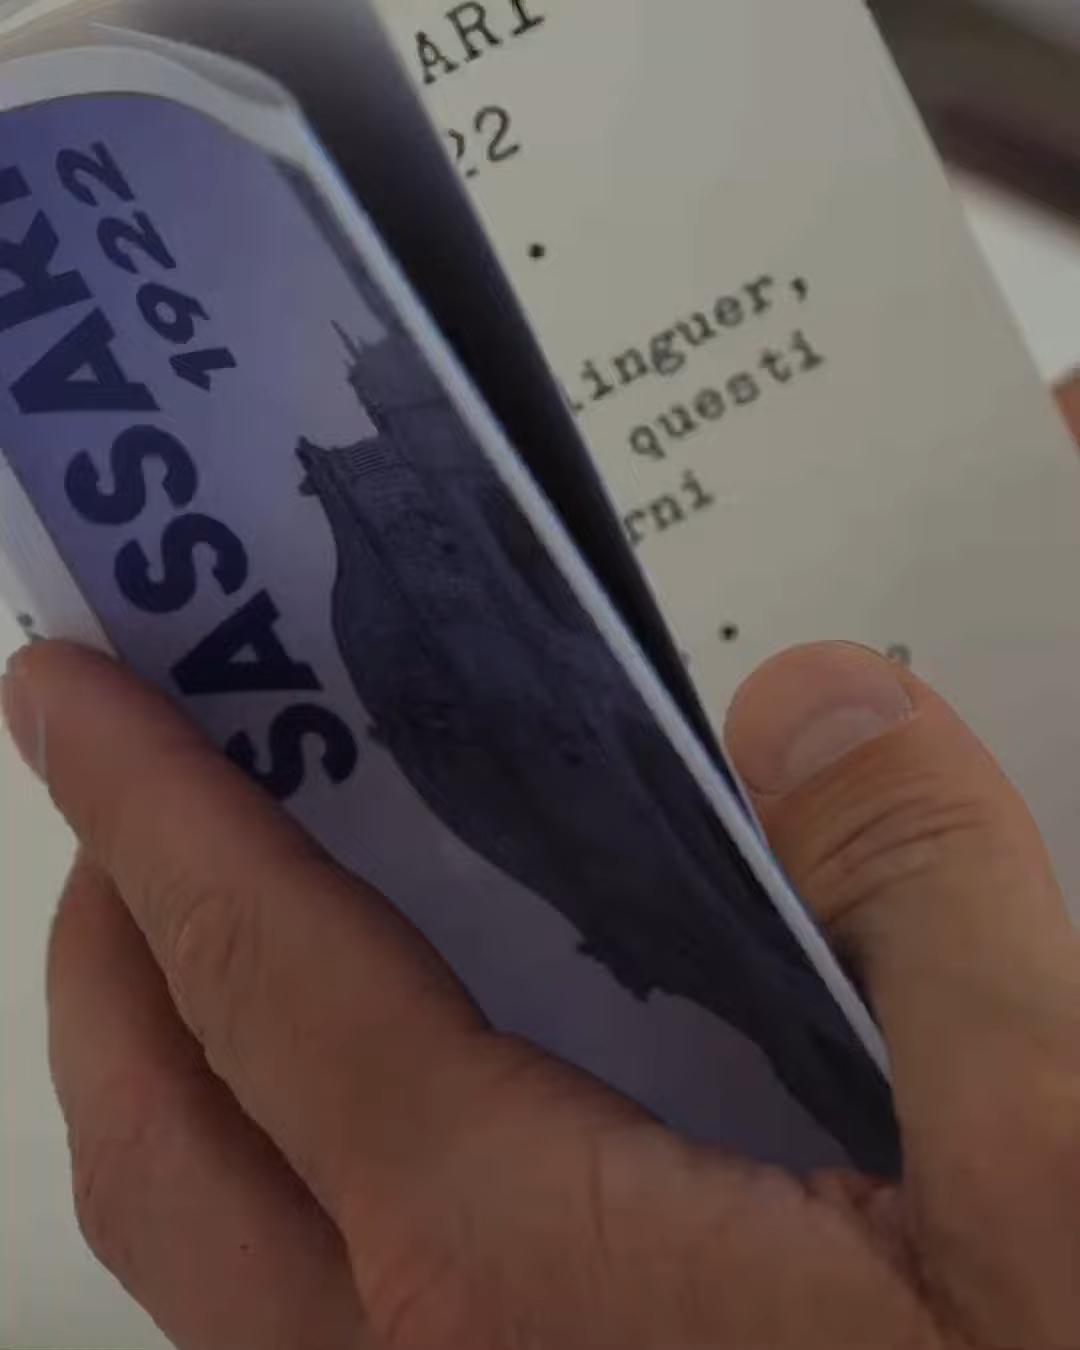 SASSARI
1922
ARI
22
.
inguer,
questi
rni
.